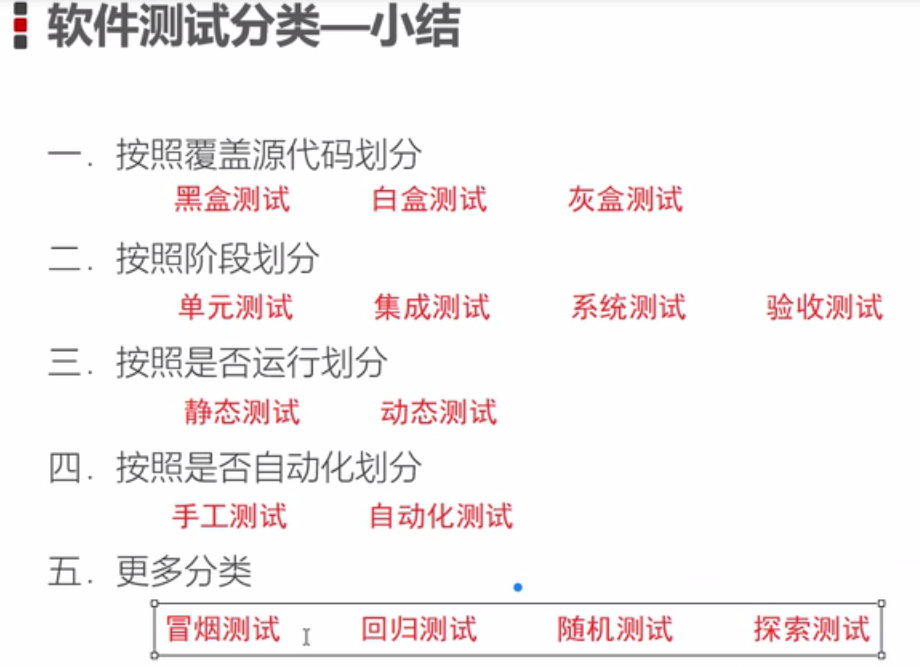 软件测试分类—小结
一. 按照覆盖源代码划分
黑盒测试 白盒测试 灰盒测试
二. 按照阶段划分
单元测试 集成测试 系统测试 验收测试
三. 按照是否运行划分
静态测试 动态测试
四. 按照是否自动化划分
手工测试 自动化测试
五. 更多分类
冒烟测试 回归测试 随机测试 探索测试